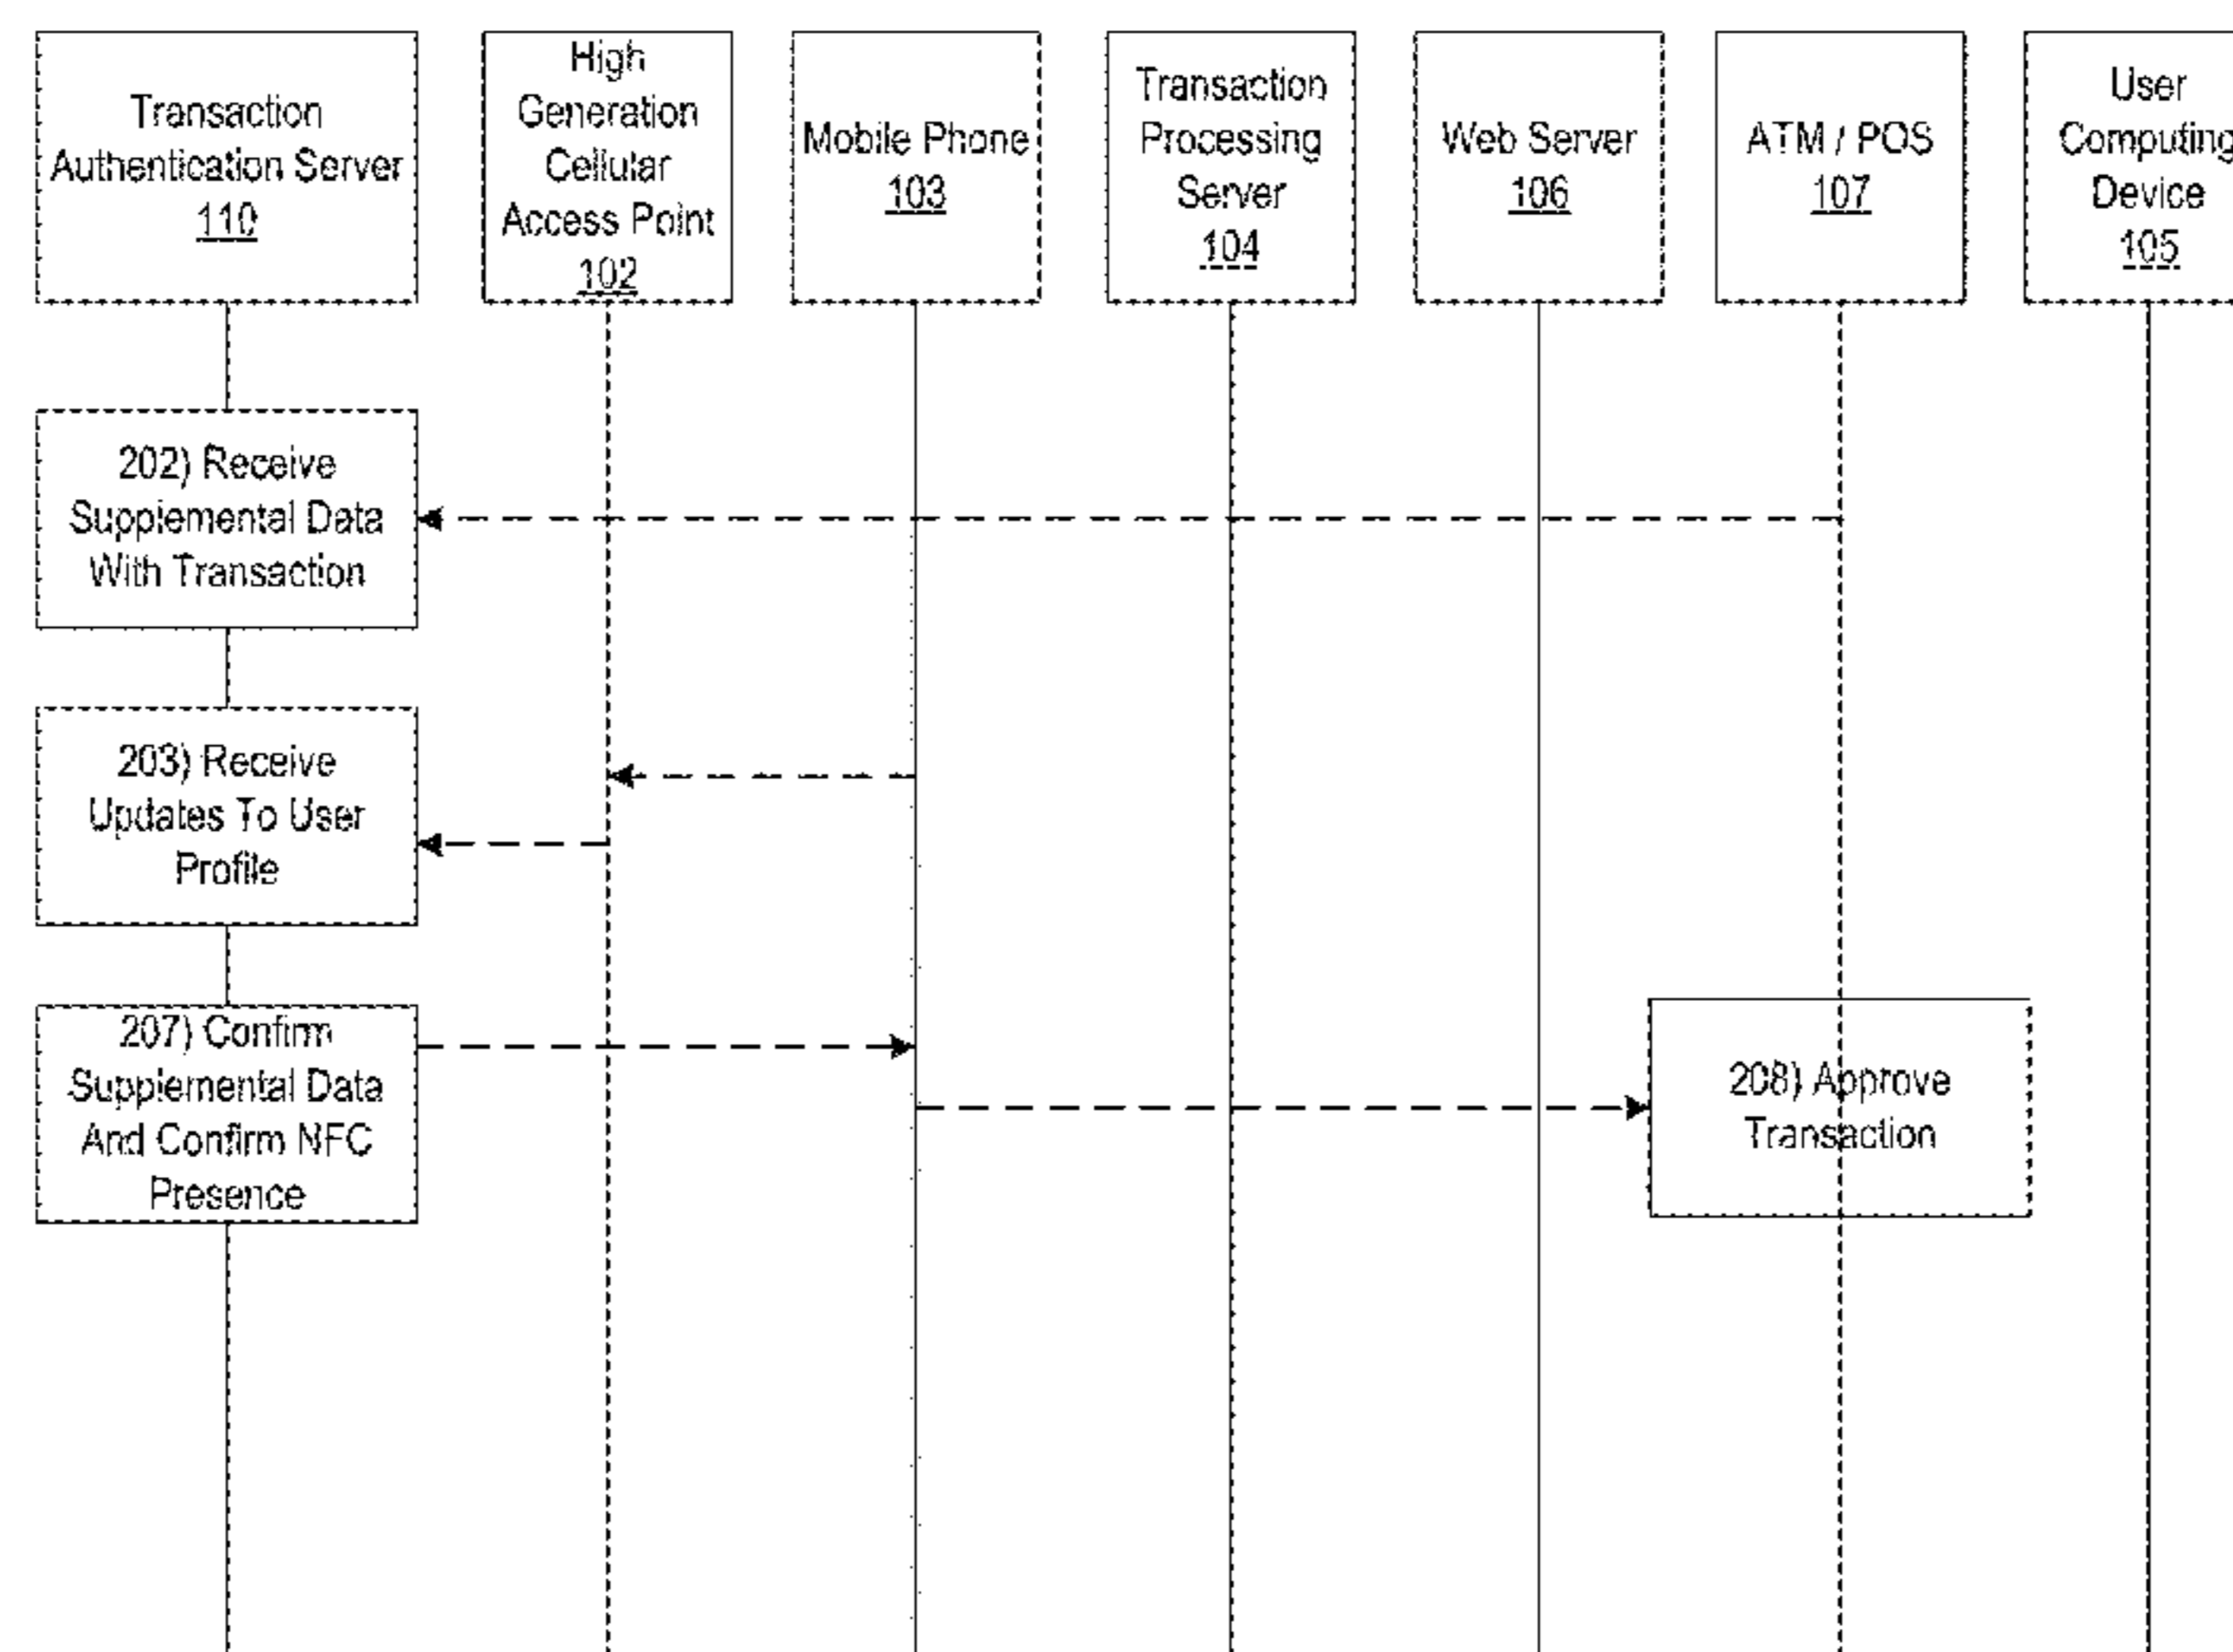 Transaction
Authentication Server
110
High
Generation
Cellular
Access Point
102
Mobile Phone
103
Transaction
Processing
Server
104
Web Server
106
ATM / POS
107
User
Computing
Device
105
202) Receive
Supplemental Data
With Transaction
203) Receive
Updates To User
Profile
207) Confirm
Supplemental Data
And Confirm NFC
Presence
208) Approve
Transaction